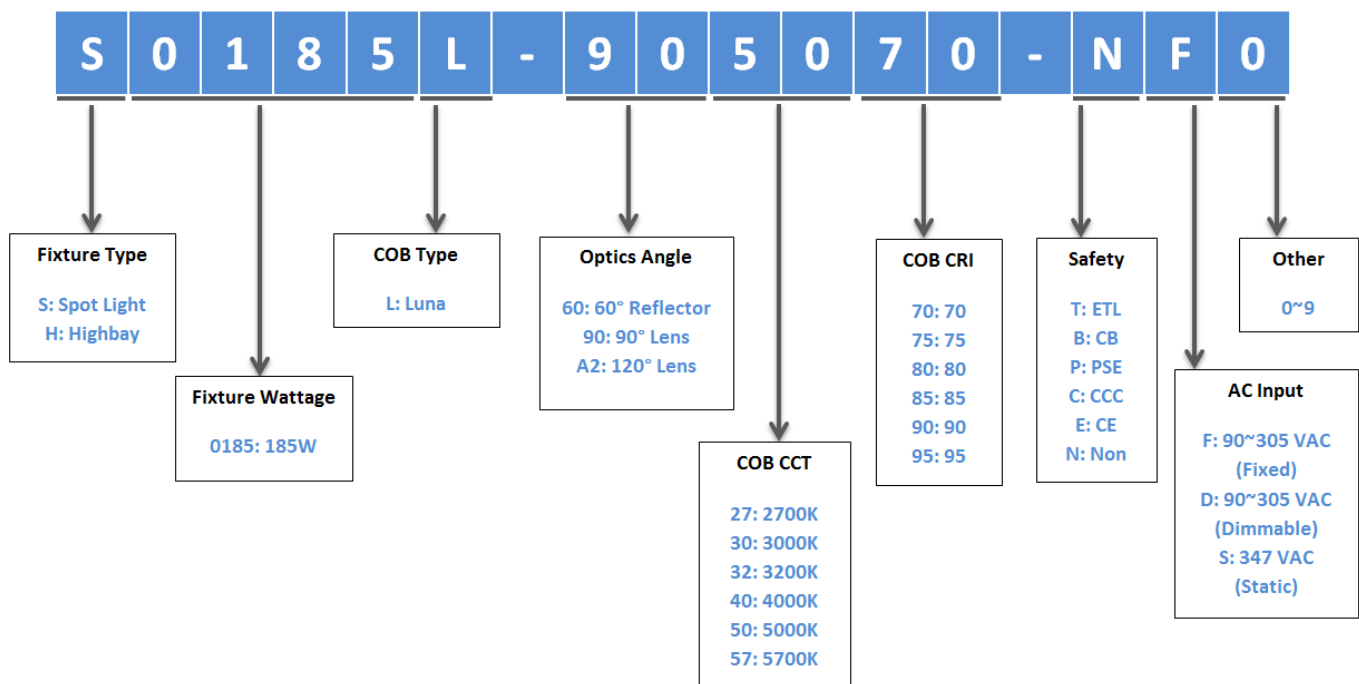 S0185L-905070-NF0
Fixture Type
S: Spot Light
H: Highbay
Fixture Wattage
0185: 185W
COB Type
L: Luna
Optics Angle
60: 60° Reflector
90: 90° Lens
A2: 120° Lens
COB CCT
27: 2700K
30: 3000K
32: 3200K
40: 4000K
50: 5000K
57: 5700K
COB CRI
70: 70
75: 75
80: 80
85: 85
90: 90
95: 95
Safety
T: ETL
B: CB
P: PSE
C: CCC
E: CE
N: Non
AC Input
F: 90~305 VAC
(Fixed)
D: 90~305 VAC
(Dimmable)
S: 347 VAC
(Static)
Other
0~9